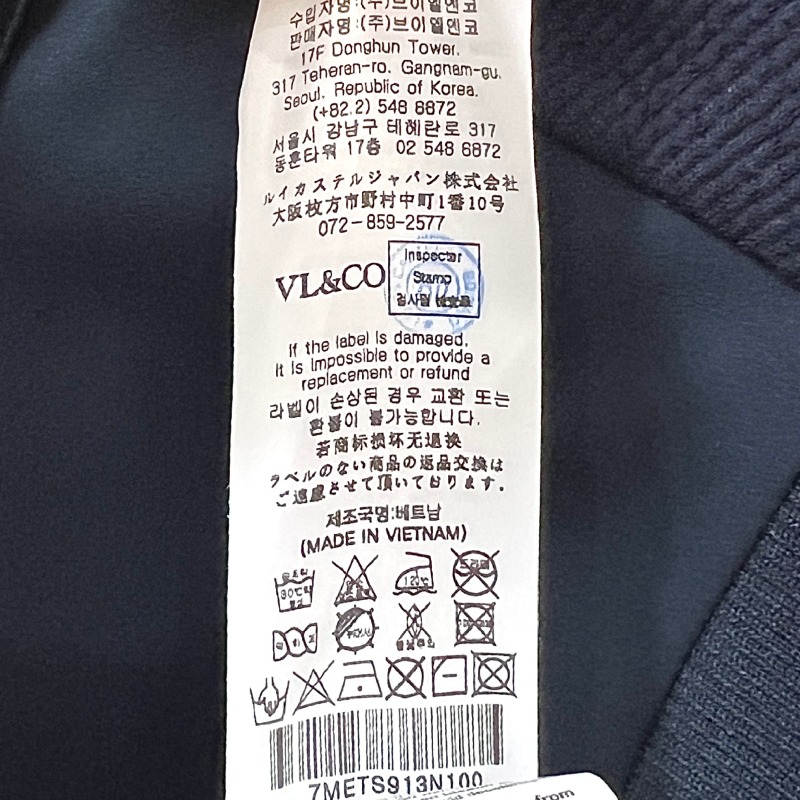 수입자명:(주)브이엘엔코
판매자명:(주)브이엘엔코
17F Donghun Tower,
317 Teheran-ro, Gangnam-gu,
Seoul, Republic of Korea.
(+82.2) 548 6872
서울시 강남구 테헤란로 317
동훈타워 17층 02 548 6872
ルイカステルジャパン株式会社
大阪枚方市野村中町1番10号
072-859-2577
VL&CO
Inspector
Stamp
검사필
If the label is damaged,
It is impossible to provide a
replacement or refund
라벨이 손상된 경우 교환 또는
환불이 불가능합니다.
若商标损坏无退换
ラベルのない商品の返品交換は
ご遠慮させて頂いております。
제조국명:베트남
(MADE IN VIETNAM)
30℃
120℃
드라이
7METS913N100
from